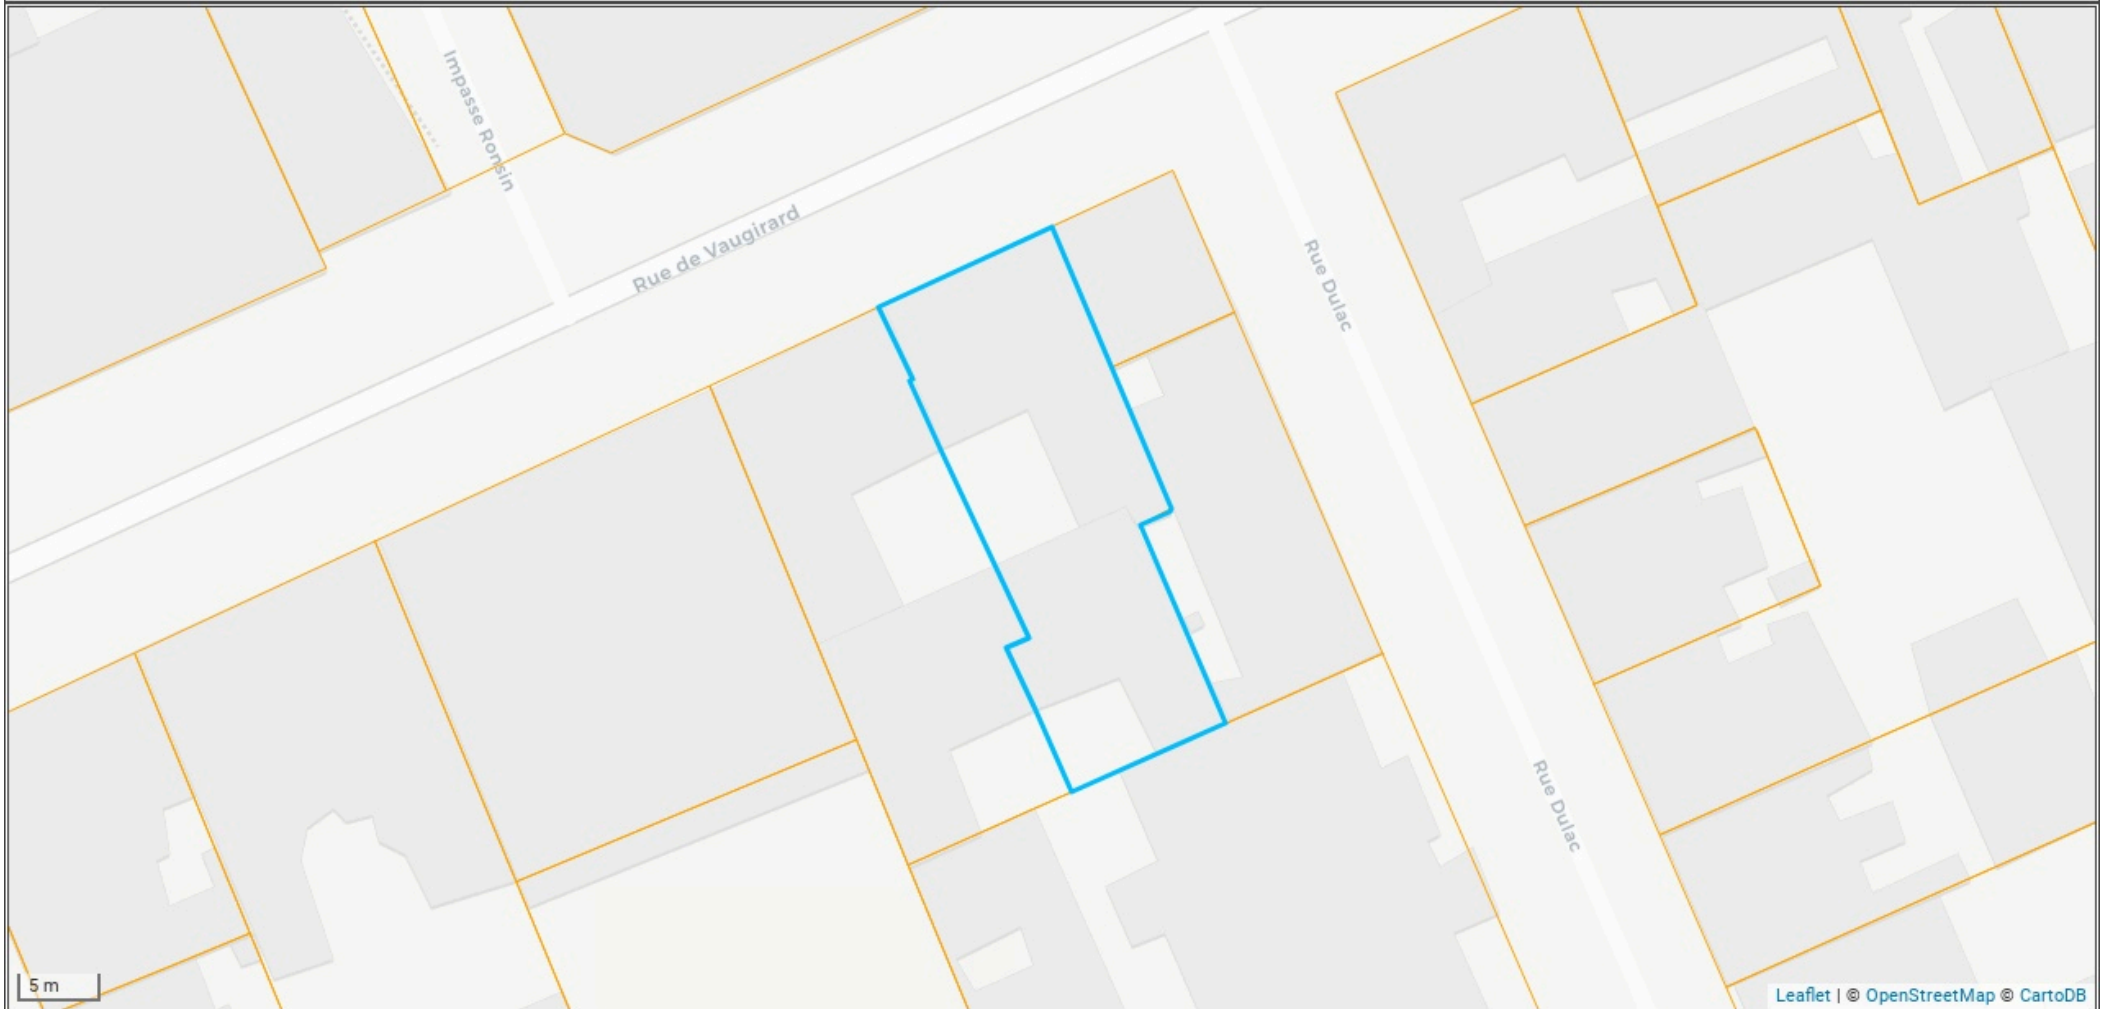 Impasse Ronsin
Rue de Vaugirard
Rue Dulac
Rue Dulac
5 m
Leaflet | © OpenStreetMap © CartoDB